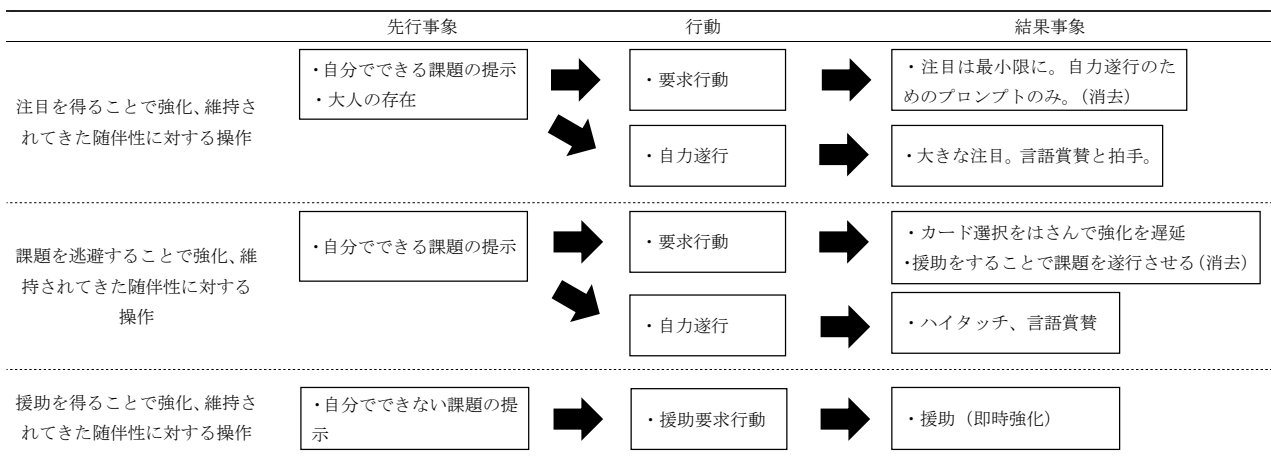 先行事象 行動 結果事象
注目を得ることで強化、維持さ
れてきた随伴性に対する操作
・自分でできる課題の提示
・大人の存在
・要求行動
・注目は最小限に。自力遂行のた
めのプロンプトのみ。（消去）
・自力遂行
・大きな注目。言語賞賛と拍手。
課題を逃避することで強化、維
持されてきた随伴性に対する
操作
・自分でできる課題の提示
・要求行動
・カード選択をはさんで強化を遅延
・援助をすることで課題を遂行させる（消去）
・自力遂行
・ハイタッチ、言語賞賛
援助を得ることで強化、維持さ
れてきた随伴性に対する操作
・自分でできない課題の提
示
・援助要求行動
・援助（即時強化）